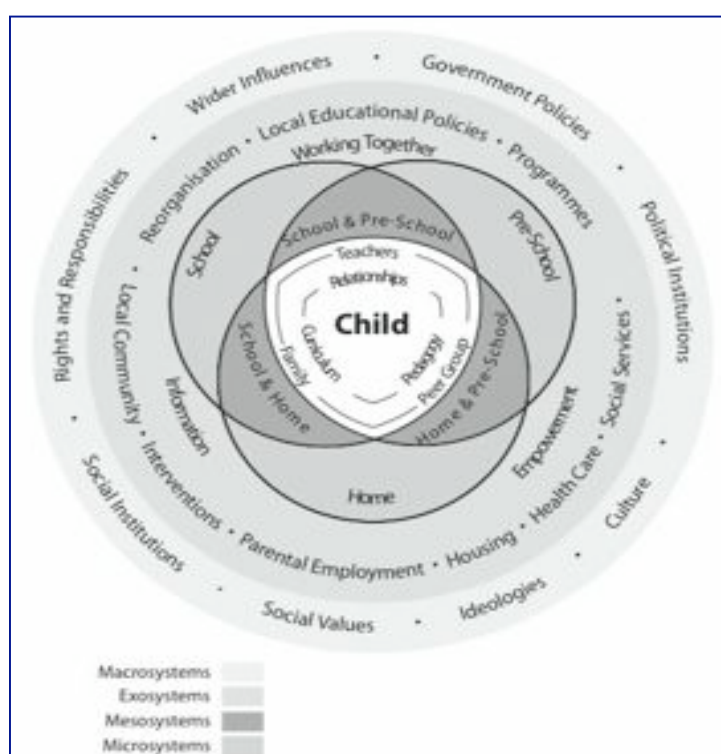 Wider Influences • Government Policies • Political Institutions • Culture • Ideologies • Social Values • Social Institutions • Rights and Responsibilities •
Reorganisation • Local Educational Policies • Programmes
Social Services •
Health Care •
Housing •
Parental Employment •
Interventions •
Local Community •
Working Together
School
Pre-School
School & Pre-School
Teachers
Relationships
Child
Curriculum
Pedagogy
Family
Peer Group
School & Home
Home & Pre-School
Information
Empowerment
Home
Macrosystems
Exosystems
Mesosystems
Microsystems